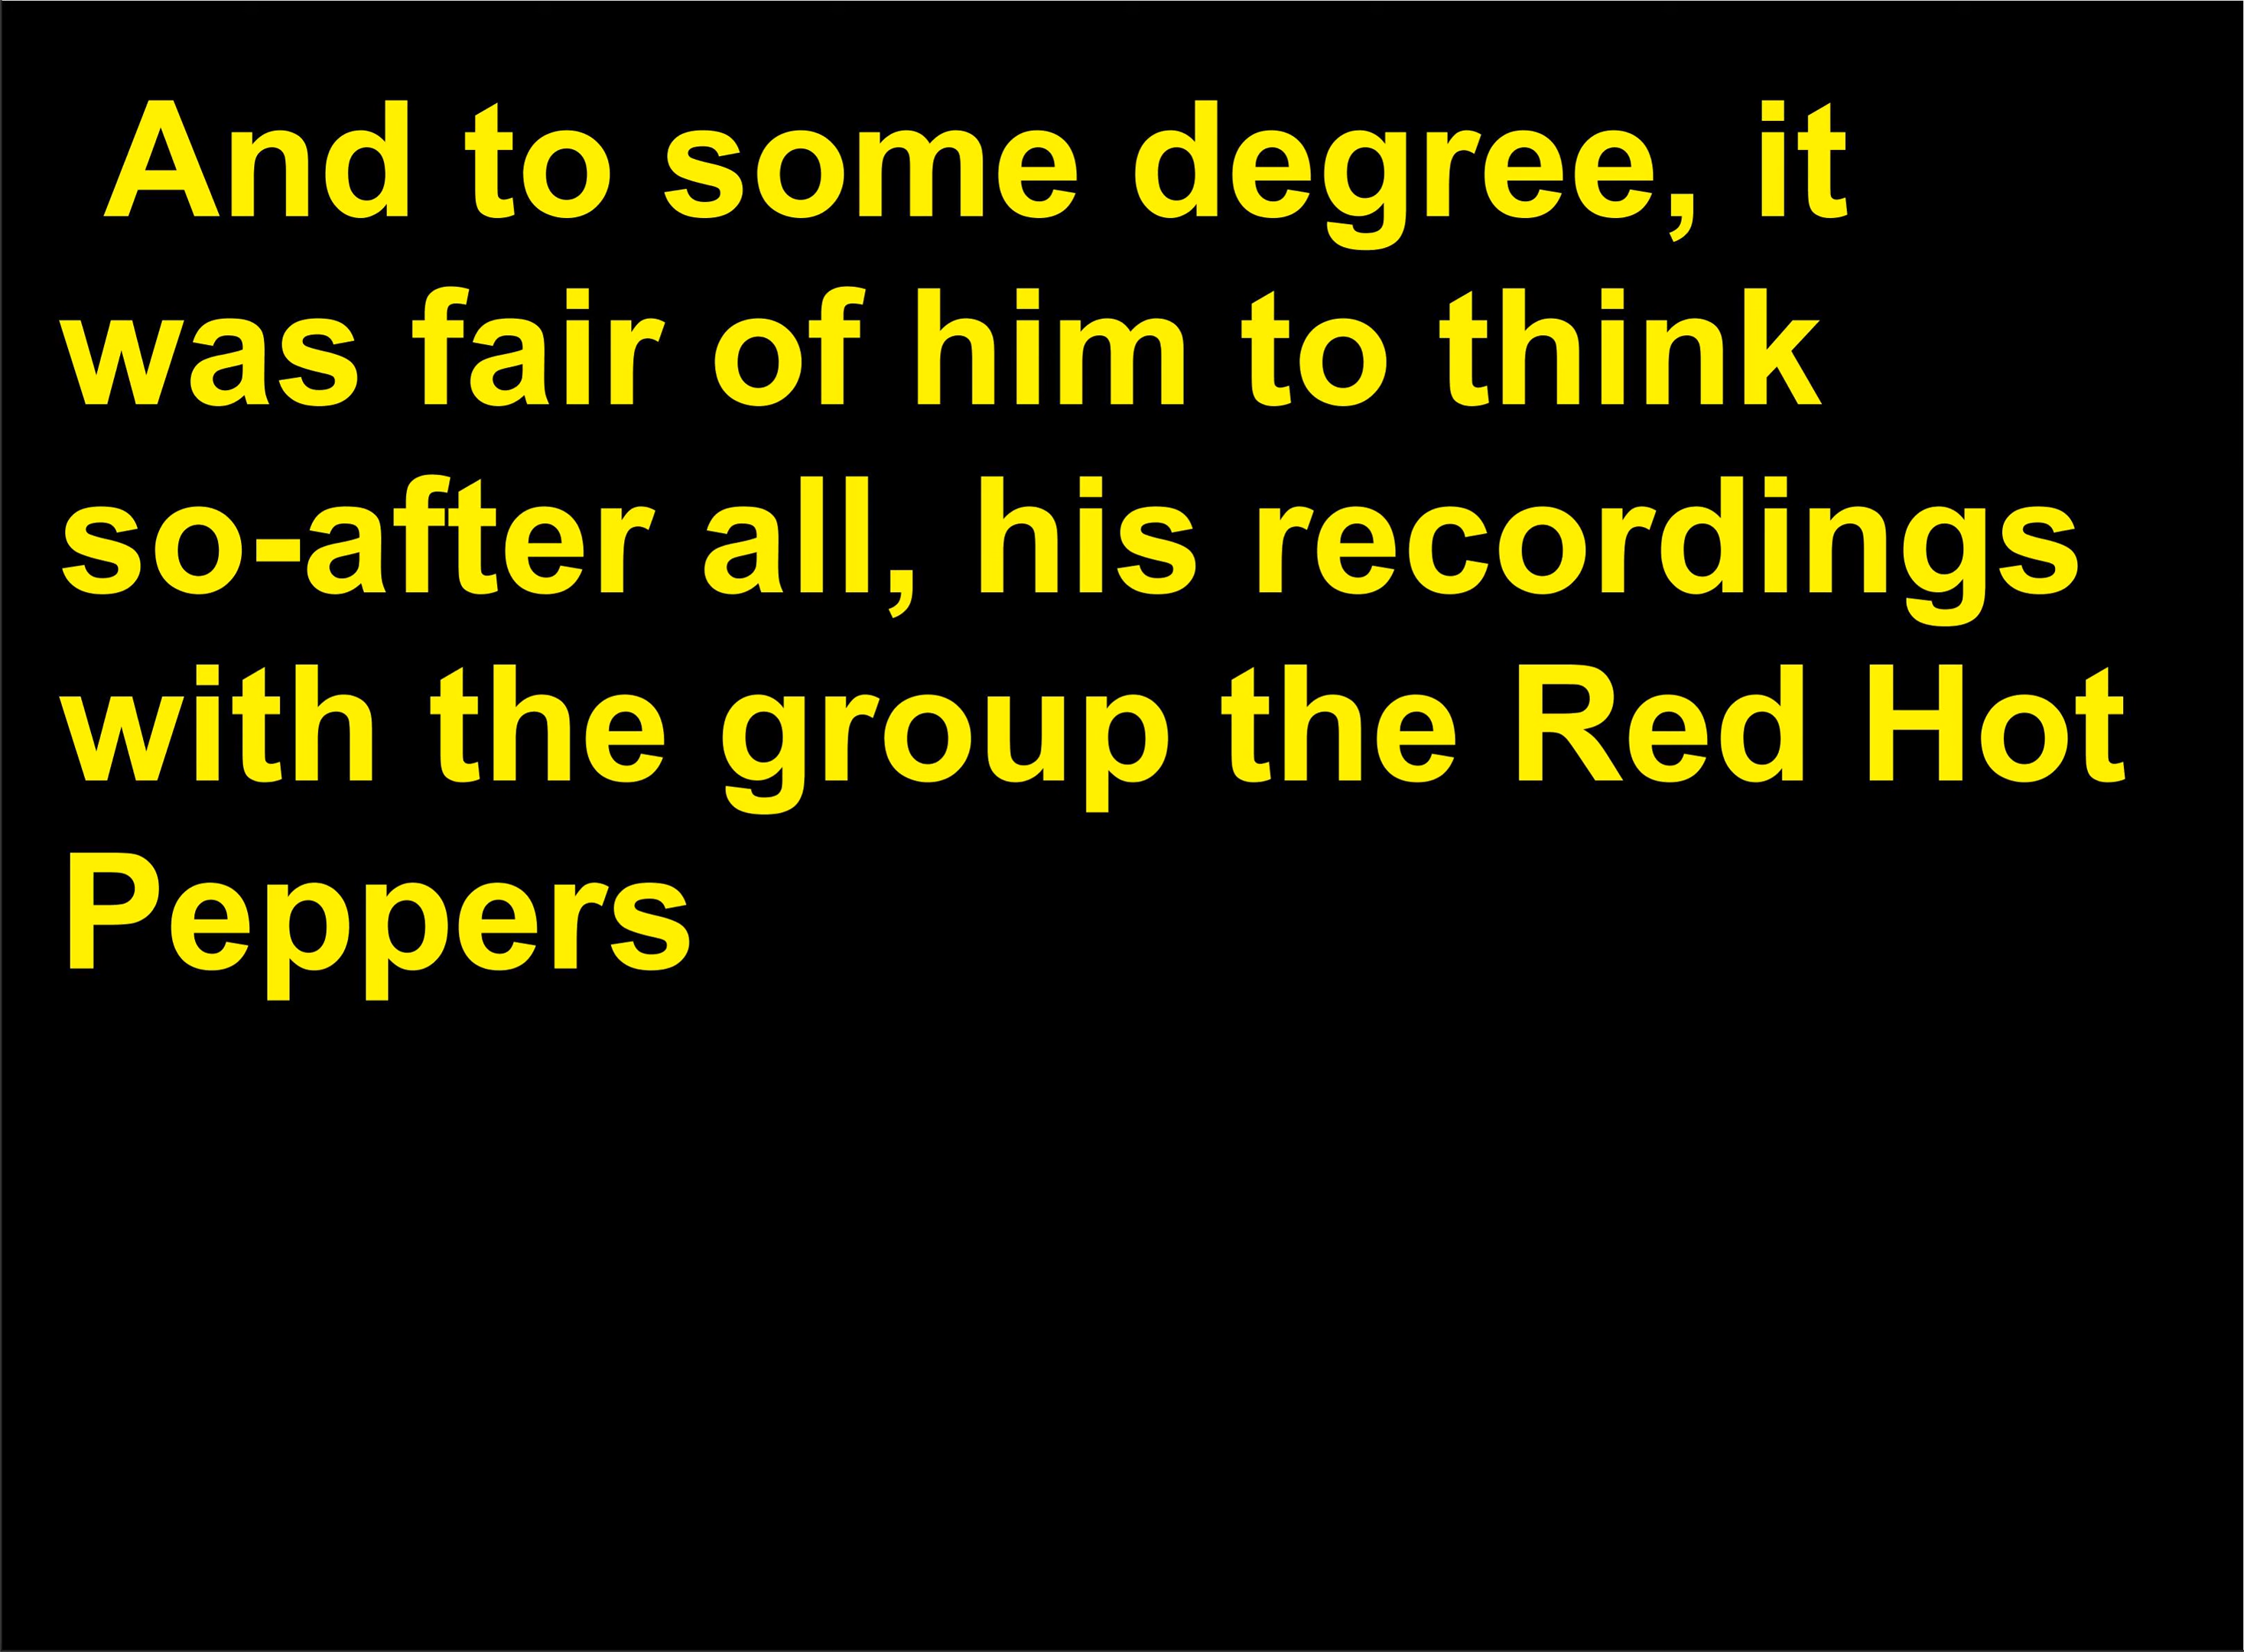 And to some degree, it
was fair of him to think
so-after all, his recordings
with the group the Red Hot
Peppers